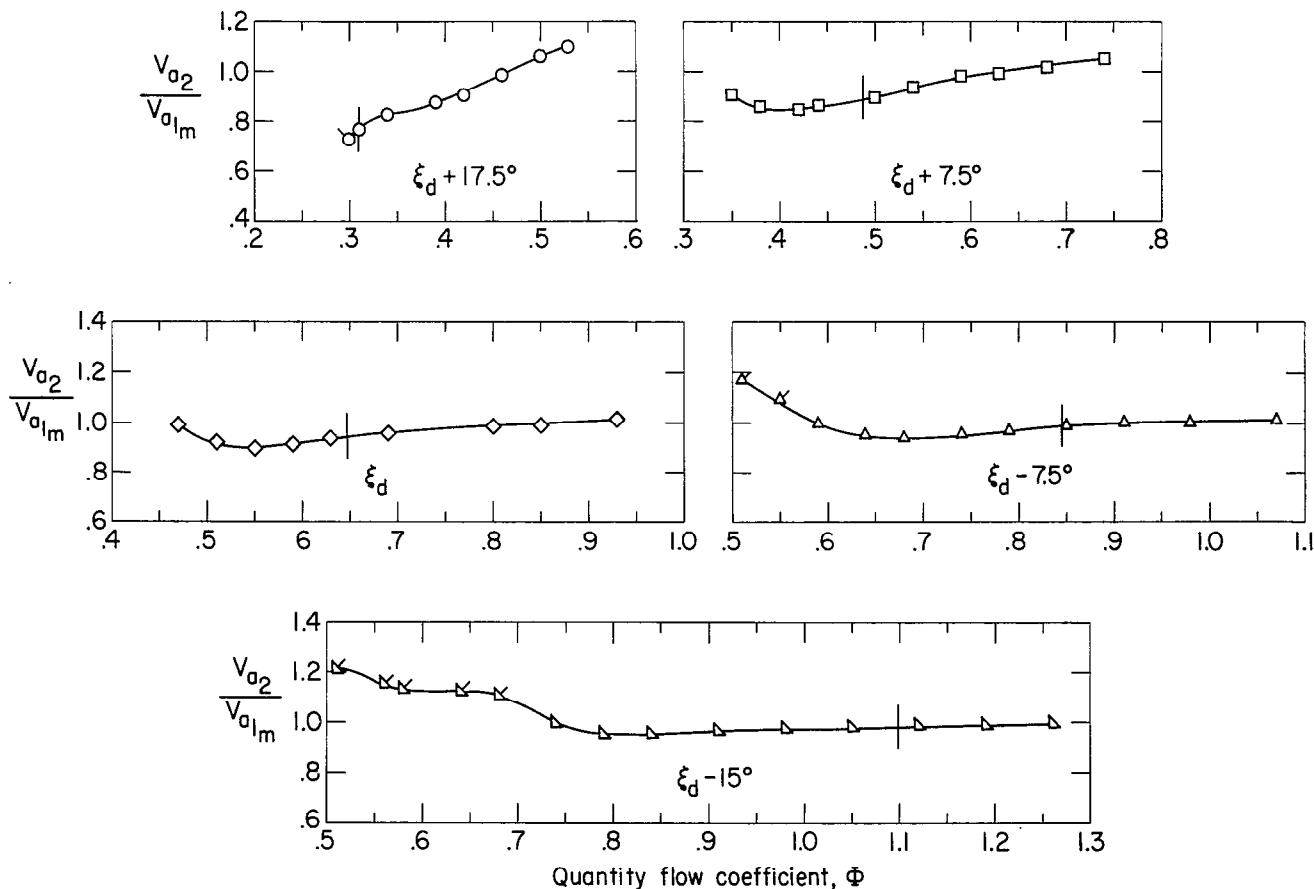 1.2
1.0
.8
.6
.4
V_a2 / V_a1m
ξ_d + 17.5°
.2 .3 .4 .5 .6
ξ_d + 7.5°
.3 .4 .5 .6 .7 .8
1.4
1.2
1.0
.8
.6
V_a2 / V_a1m
ξ_d
.4 .5 .6 .7 .8 .9 1.0
ξ_d − 7.5°
.5 .6 .7 .8 .9 1.0 1.1
1.4
1.2
1.0
.8
.6
V_a2 / V_a1m
ξ_d − 15°
.5 .6 .7 .8 .9 1.0 1.1 1.2 1.3
Quantity flow coefficient, Φ